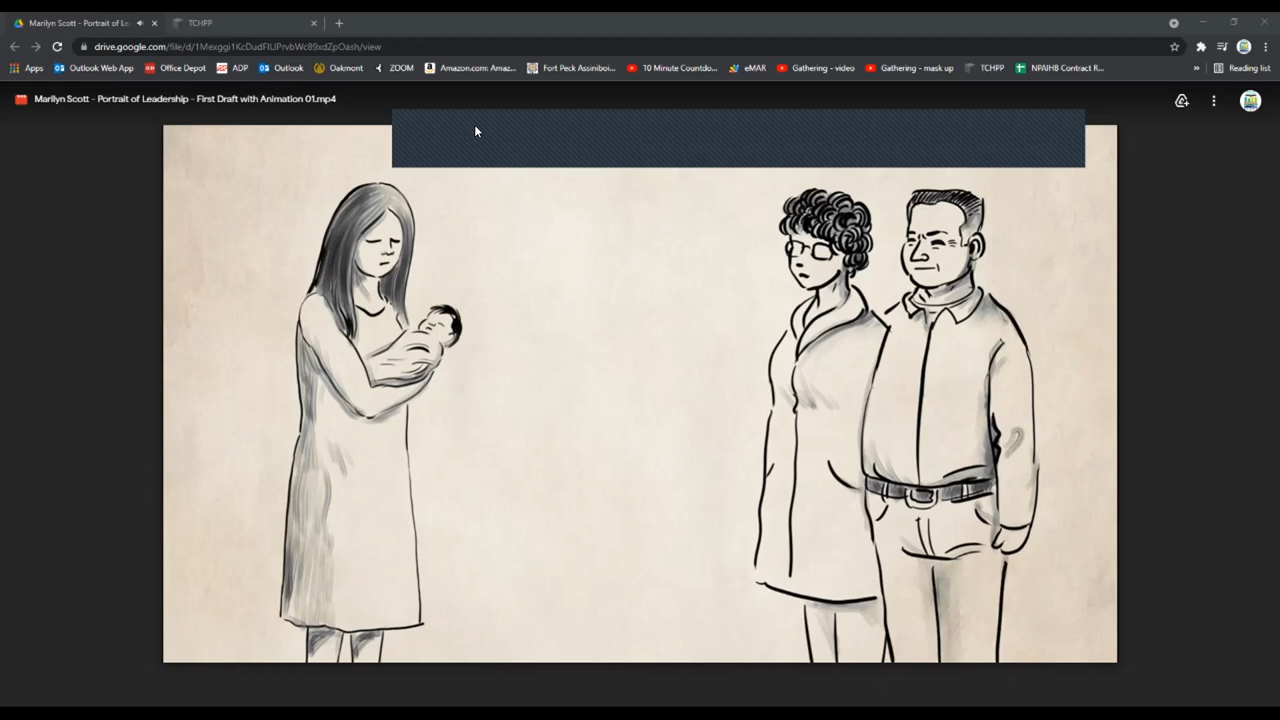 Marilyn Scott - Portrait of Le
TCHPP
drive.google.com/file/d/1Mexggi1KcDudFlLlPrvbWc89xdZpOash/view
Apps Outlook Web App Office Depot ADP Outlook Oakmont ZOOM Amazon.com: Amaz... Fort Peck Assiniboi... 10 Minute Countdo... eMAR Gathering - video Gathering - mask up TCHPP NPAIHB Contract R... » Reading list
Marilyn Scott - Portrait of Leadership - First Draft with Animation 01.mp4